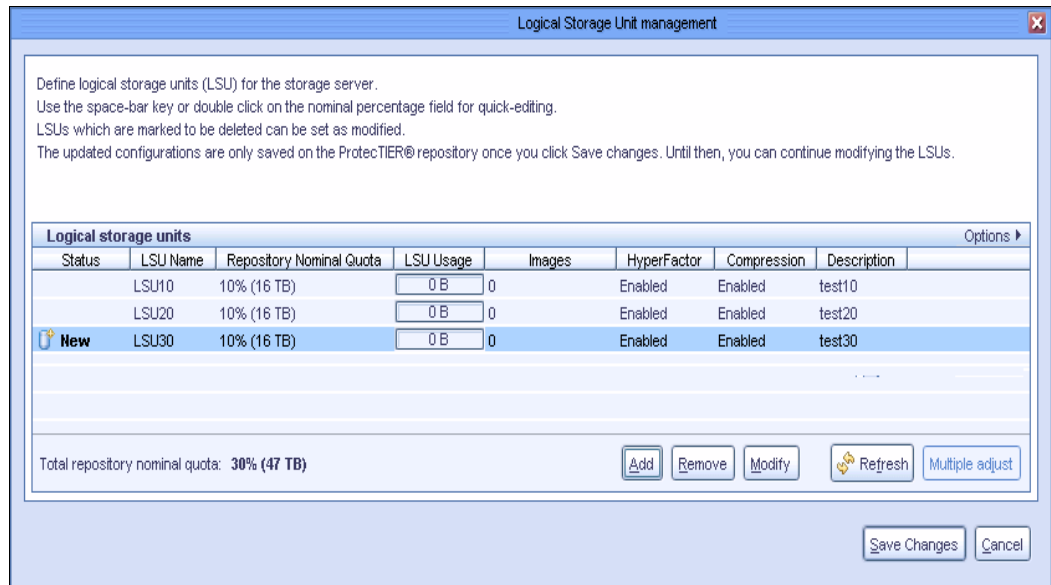 Logical Storage Unit management
Define logical storage units (LSU) for the storage server.
Use the space-bar key or double click on the nominal percentage field for quick-editing.
LSUs which are marked to be deleted can be set as modified.
The updated configurations are only saved on the ProtecTIER® repository once you click Save changes. Until then, you can continue modifying the LSUs.
Logical storage units Options
Status LSU Name Repository Nominal Quota LSU Usage Images HyperFactor Compression Description
LSU10 10% (16 TB) 0 B 0 Enabled Enabled test10
LSU20 10% (16 TB) 0 B 0 Enabled Enabled test20
New LSU30 10% (16 TB) 0 B 0 Enabled Enabled test30
Total repository nominal quota: 30% (47 TB) Add Remove Modify Refresh Multiple adjust
Save Changes Cancel